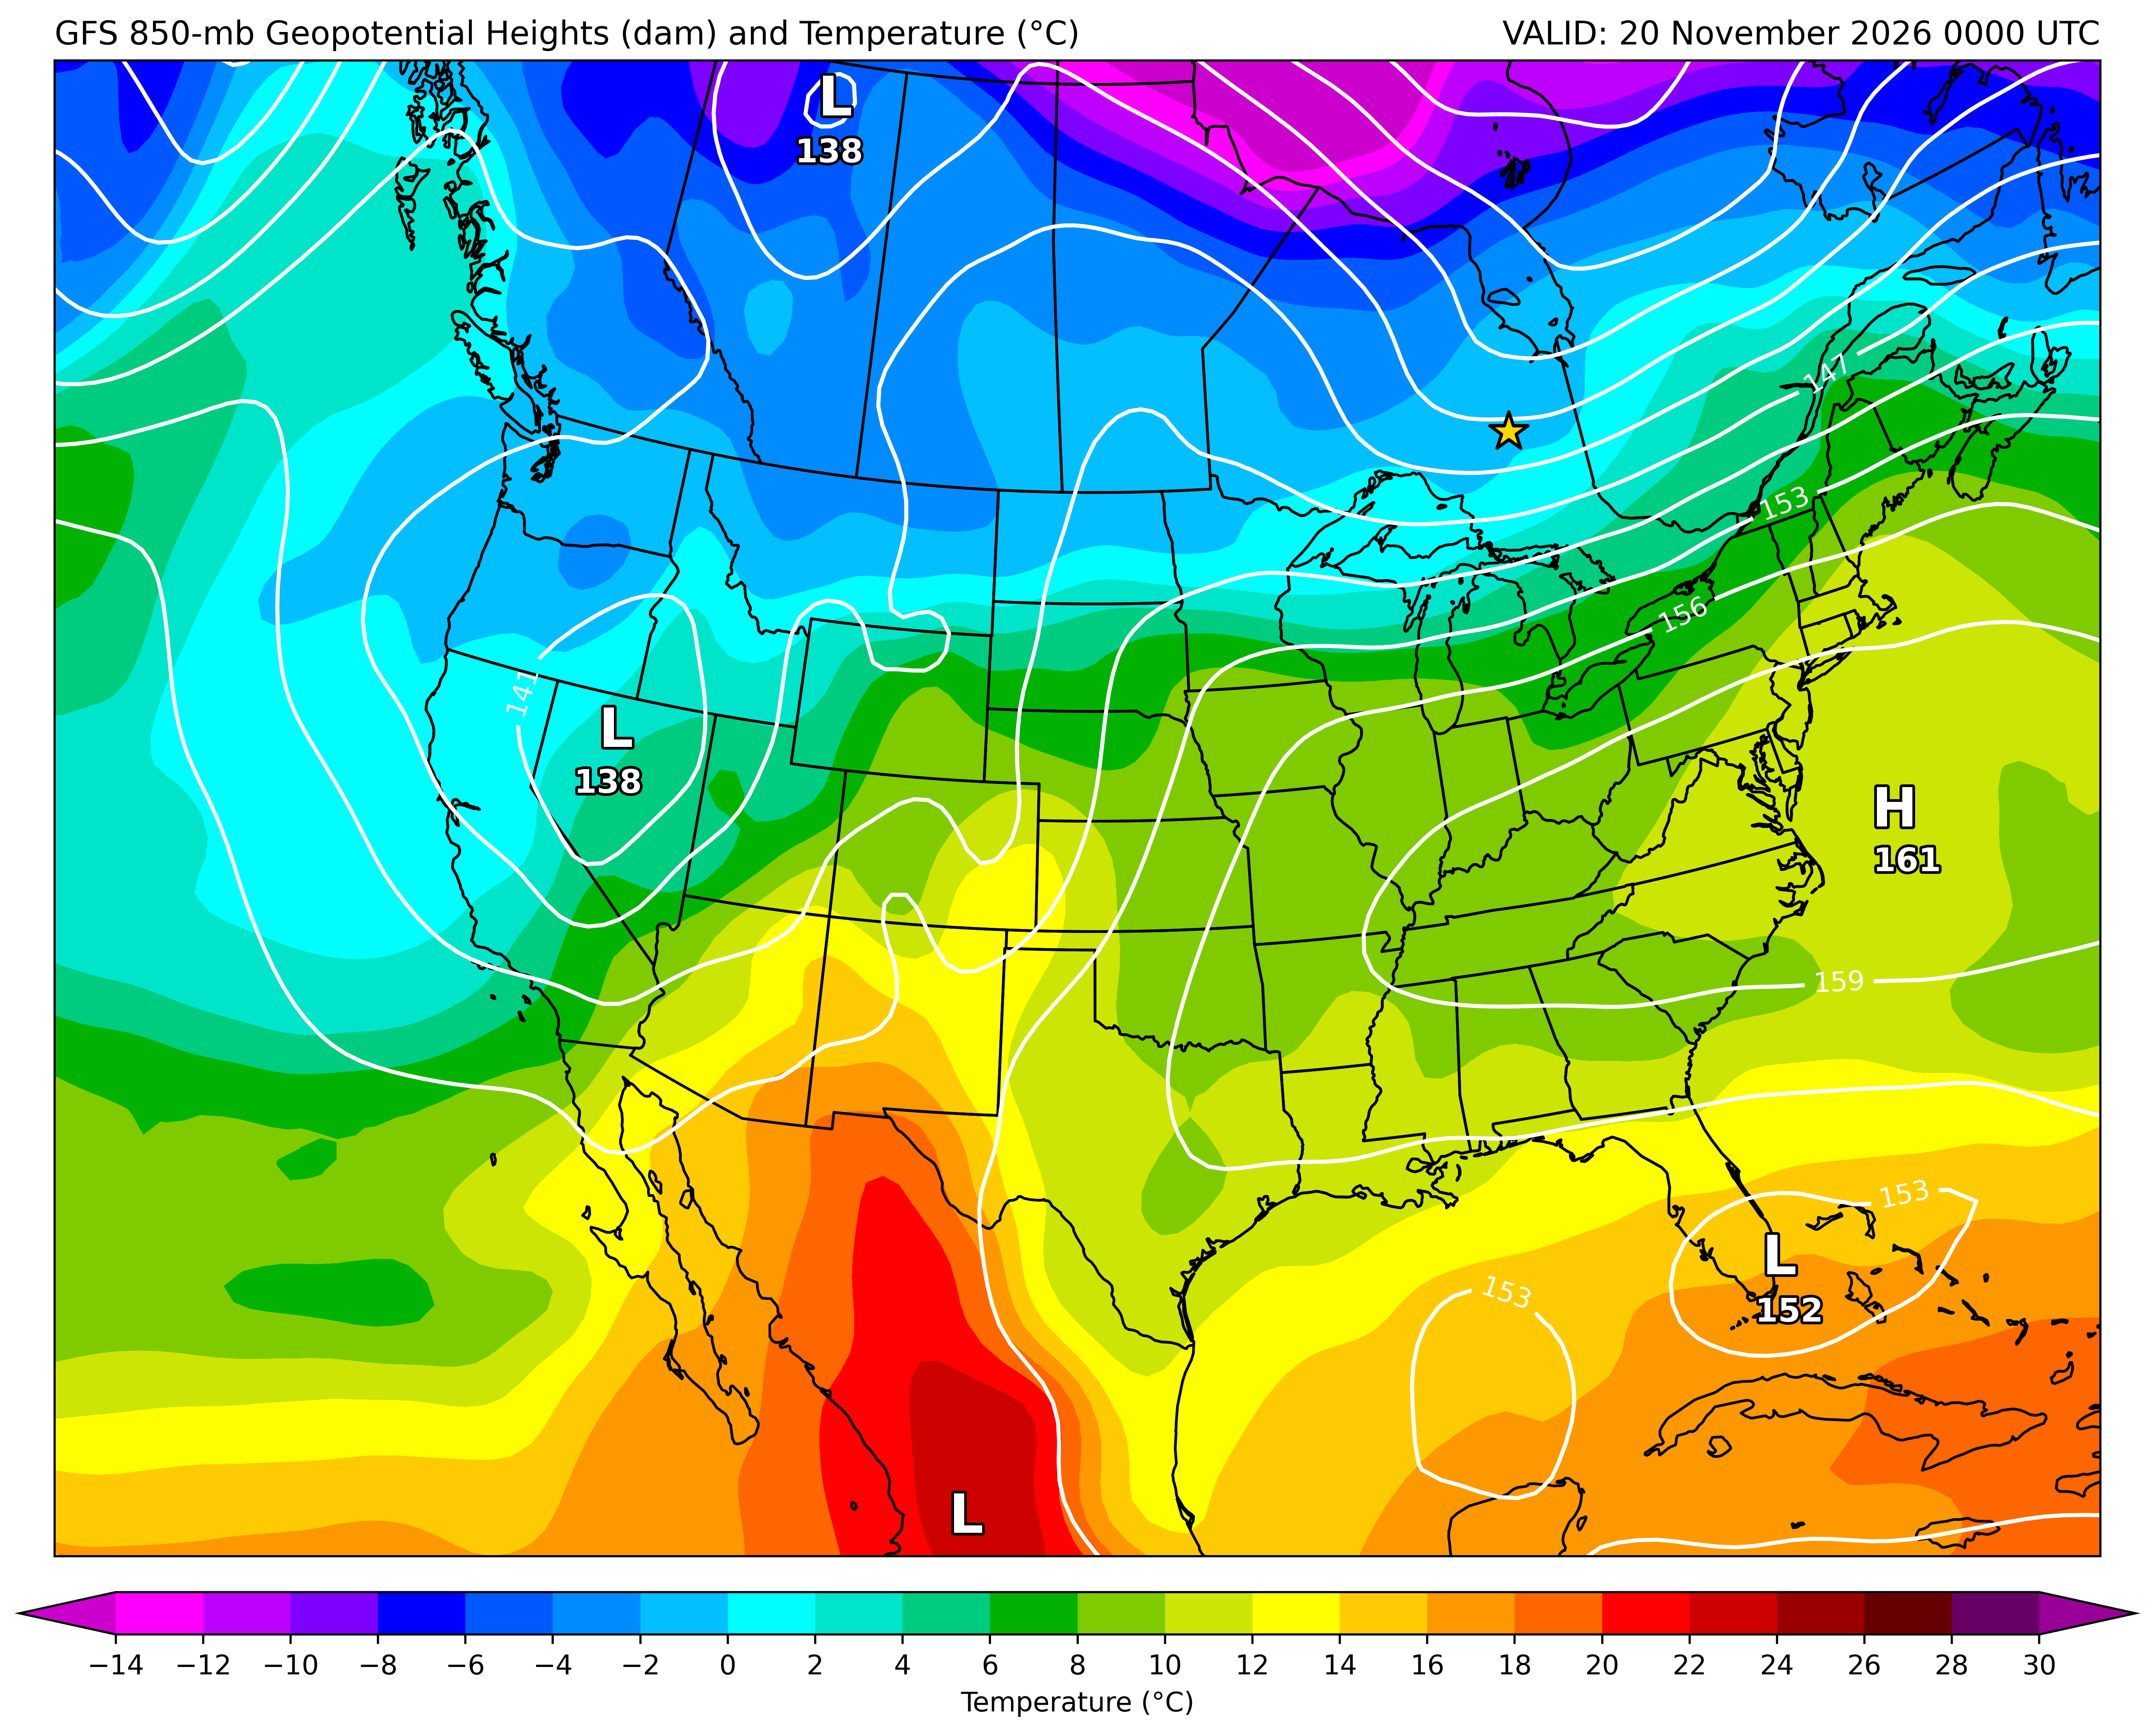 GFS 850-mb Geopotential Heights (dam) and Temperature (°C) VALID: 20 November 2026 0000 UTC
L
138
147
153
156
141
L
138
H
161
159
153
L
152
153
L
−14 −12 −10 −8 −6 −4 −2 0 2 4 6 8 10 12 14 16 18 20 22 24 26 28 30
Temperature (°C)